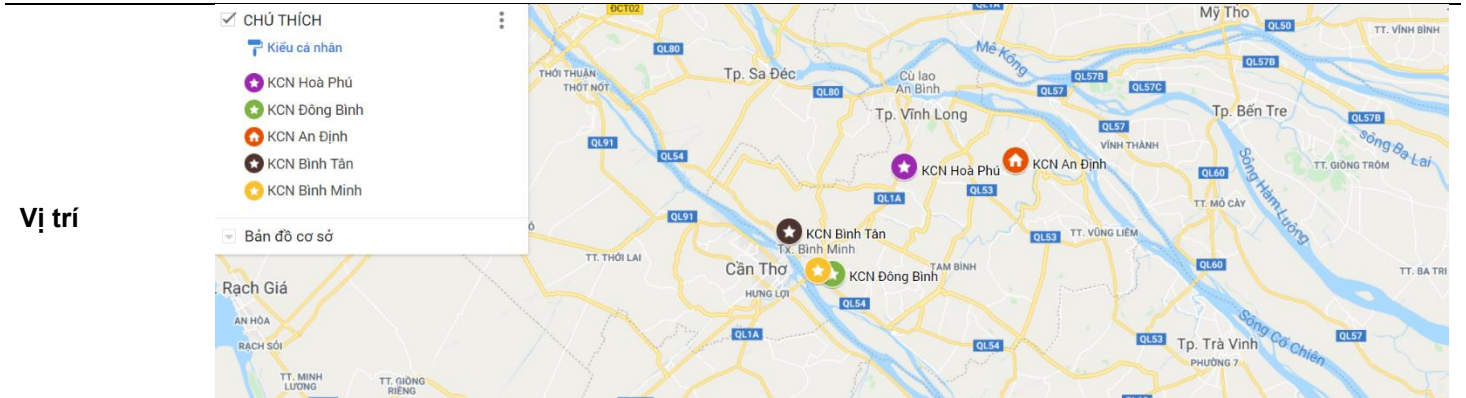 Vị trí
CHÚ THÍCH
Kiểu cá nhân
KCN Hoà Phú
KCN Đông Bình
KCN An Định
KCN Bình Tân
KCN Bình Minh
Bản đồ cơ sở
ĐCT02
Mỹ Tho
QL50
TT. VĨNH BÌNH
QL80
Mê Kông
QL57B
THỚI THUẬN
THỐT NỐT
Tp. Sa Đéc
Cù lao
An Bình
QL57B
QL80
QL57
QL57C
Tp. Vĩnh Long
Tp. Bến Tre
QL57B
QL57
sông Ba Lai
QL91
QL54
VĨNH THÀNH
KCN Hoà Phú
KCN An Định
QL60
TT. GIỒNG TRÔM
Sông Hàm Luông
QL1A
QL53
TT. MỎ CÀY
QL91
KCN Bình Tân
QL53
TT. VŨNG LIÊM
Tx. Bình Minh
TT. THỚI LAI
Cần Thơ
KCN Đông Bình
TAM BÌNH
QL60
TT. BA TRI
Rạch Giá
HƯNG LỢI
QL54
AN HÒA
Sông Cổ Chiên
QL1A
QL53
QL57
RẠCH SỎI
QL54
Tp. Trà Vinh
PHƯỜNG 7
TT. MINH
LƯƠNG
TT. GIỒNG
RIỀNG